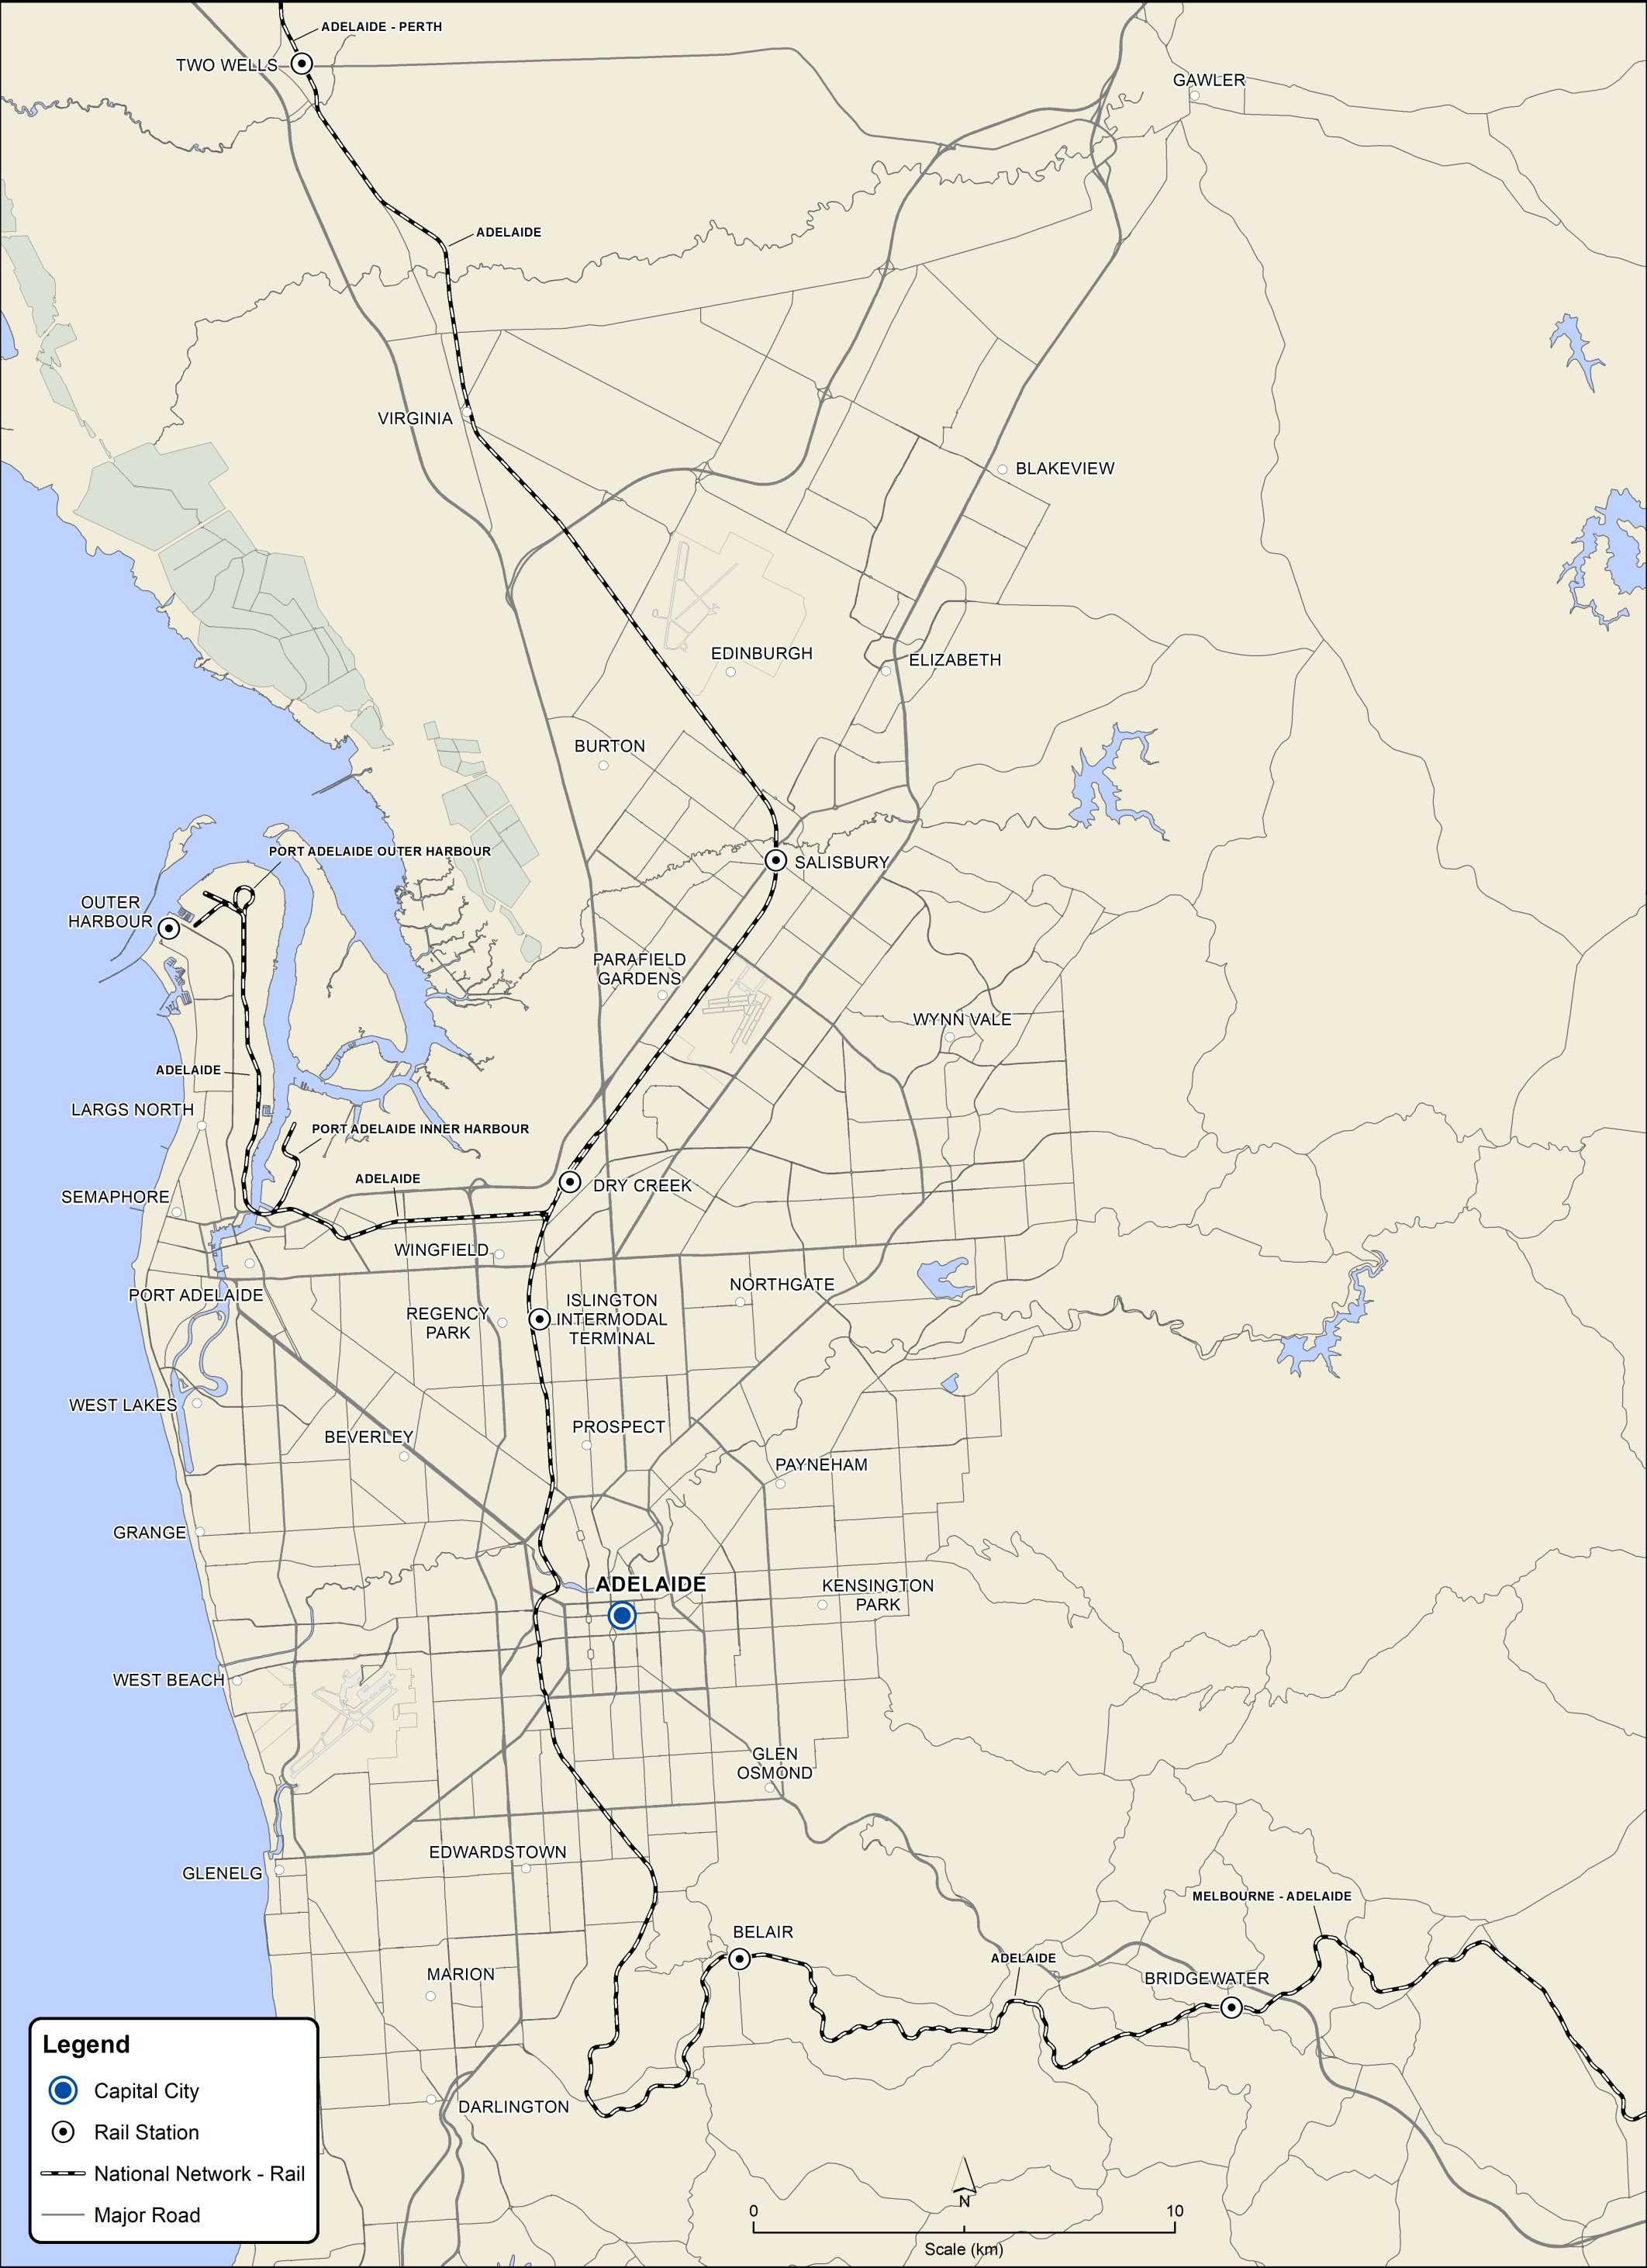 ADELAIDE - PERTH
TWO WELLS
GAWLER
ADELAIDE
VIRGINIA
BLAKEVIEW
EDINBURGH
ELIZABETH
BURTON
PORT ADELAIDE OUTER HARBOUR
SALISBURY
OUTER
HARBOUR
PARAFIELD
GARDENS
WYNN VALE
ADELAIDE
LARGS NORTH
PORT ADELAIDE INNER HARBOUR
ADELAIDE
DRY CREEK
SEMAPHORE
WINGFIELD
NORTHGATE
PORT ADELAIDE
REGENCY
PARK
ISLINGTON
INTERMODAL
TERMINAL
WEST LAKES
PROSPECT
BEVERLEY
PAYNEHAM
GRANGE
ADELAIDE
KENSINGTON
PARK
WEST BEACH
GLEN
OSMOND
EDWARDSTOWN
GLENELG
MELBOURNE - ADELAIDE
BELAIR
ADELAIDE
MARION
BRIDGEWATER
DARLINGTON
Legend
Capital City
Rail Station
National Network - Rail
Major Road
N
0
10
Scale (km)